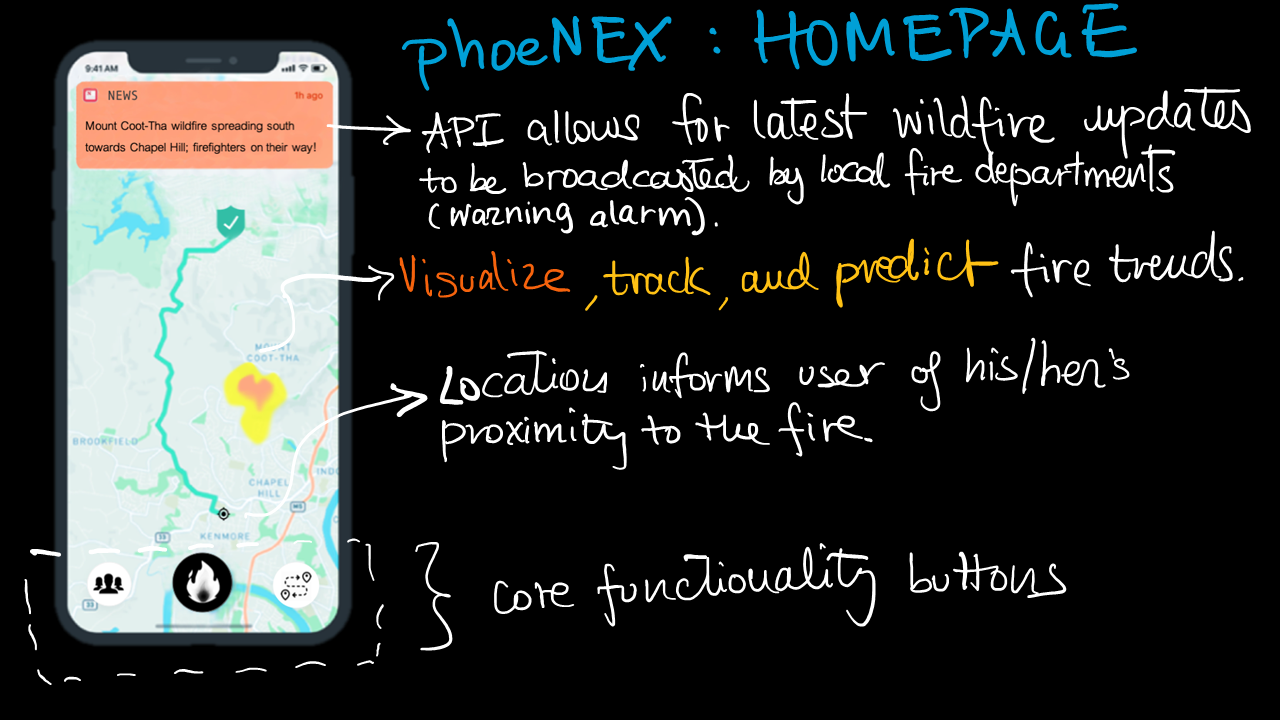 phoeNEX : HOMEPAGE
9:41 AM
NEWS
1h ago
Mount Coot-Tha wildfire spreading south
towards Chapel Hill; firefighters on their way!
API allows for latest wildfire updates
to be broadcasted by local fire departments
(warning alarm).
Visualize, track, and predict fire trends.
MOUNT
COOT-THA
Location informs user of his/her's
proximity to the fire.
BROOKFIELD
CHAPEL
HILL
INDO
M5
33
KENMORE
33
core functionality buttons